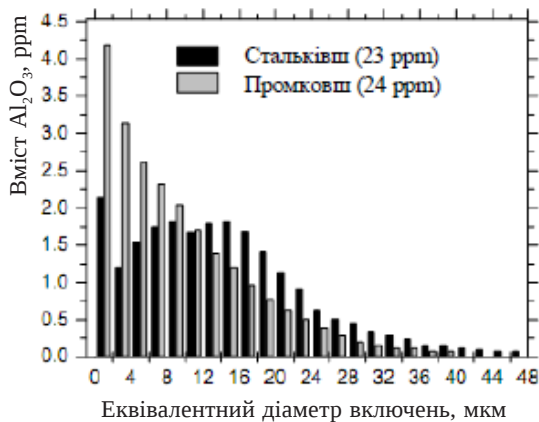 Вміст Al₂O₃, ppm
4.5
4.0
3.5
3.0
2.5
2.0
1.5
1.0
0.5
0.0
Стальківш (23 ppm)
Промковш (24 ppm)
0 4 8 12 16 20 24 28 32 36 40 44 48
Еквівалентний діаметр включень, мкм